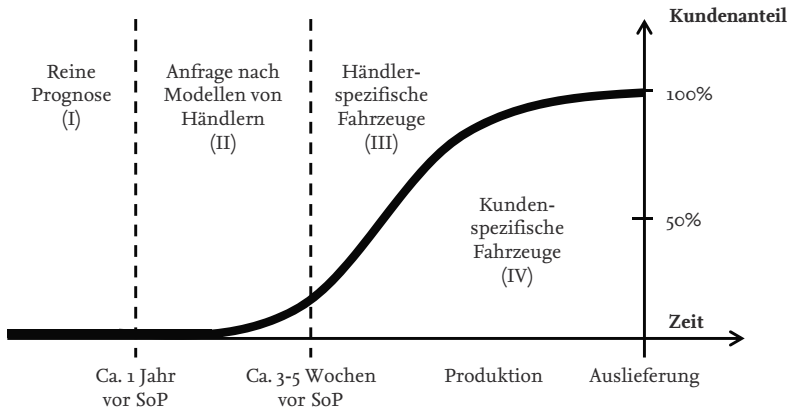 Kundenanteil
Reine
Prognose
(I)
Anfrage nach
Modellen von
Händlern
(II)
Händler-
spezifische
Fahrzeuge
(III)
100%
Kunden-
spezifische
Fahrzeuge
(IV)
50%
Zeit
Ca. 1 Jahr
vor SoP
Ca. 3-5 Wochen
vor SoP
Produktion
Auslieferung